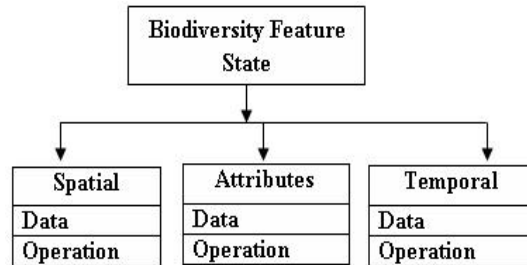 Biodiversity Feature
State
Spatial
Data
Operation
Attributes
Data
Operation
Temporal
Data
Operation